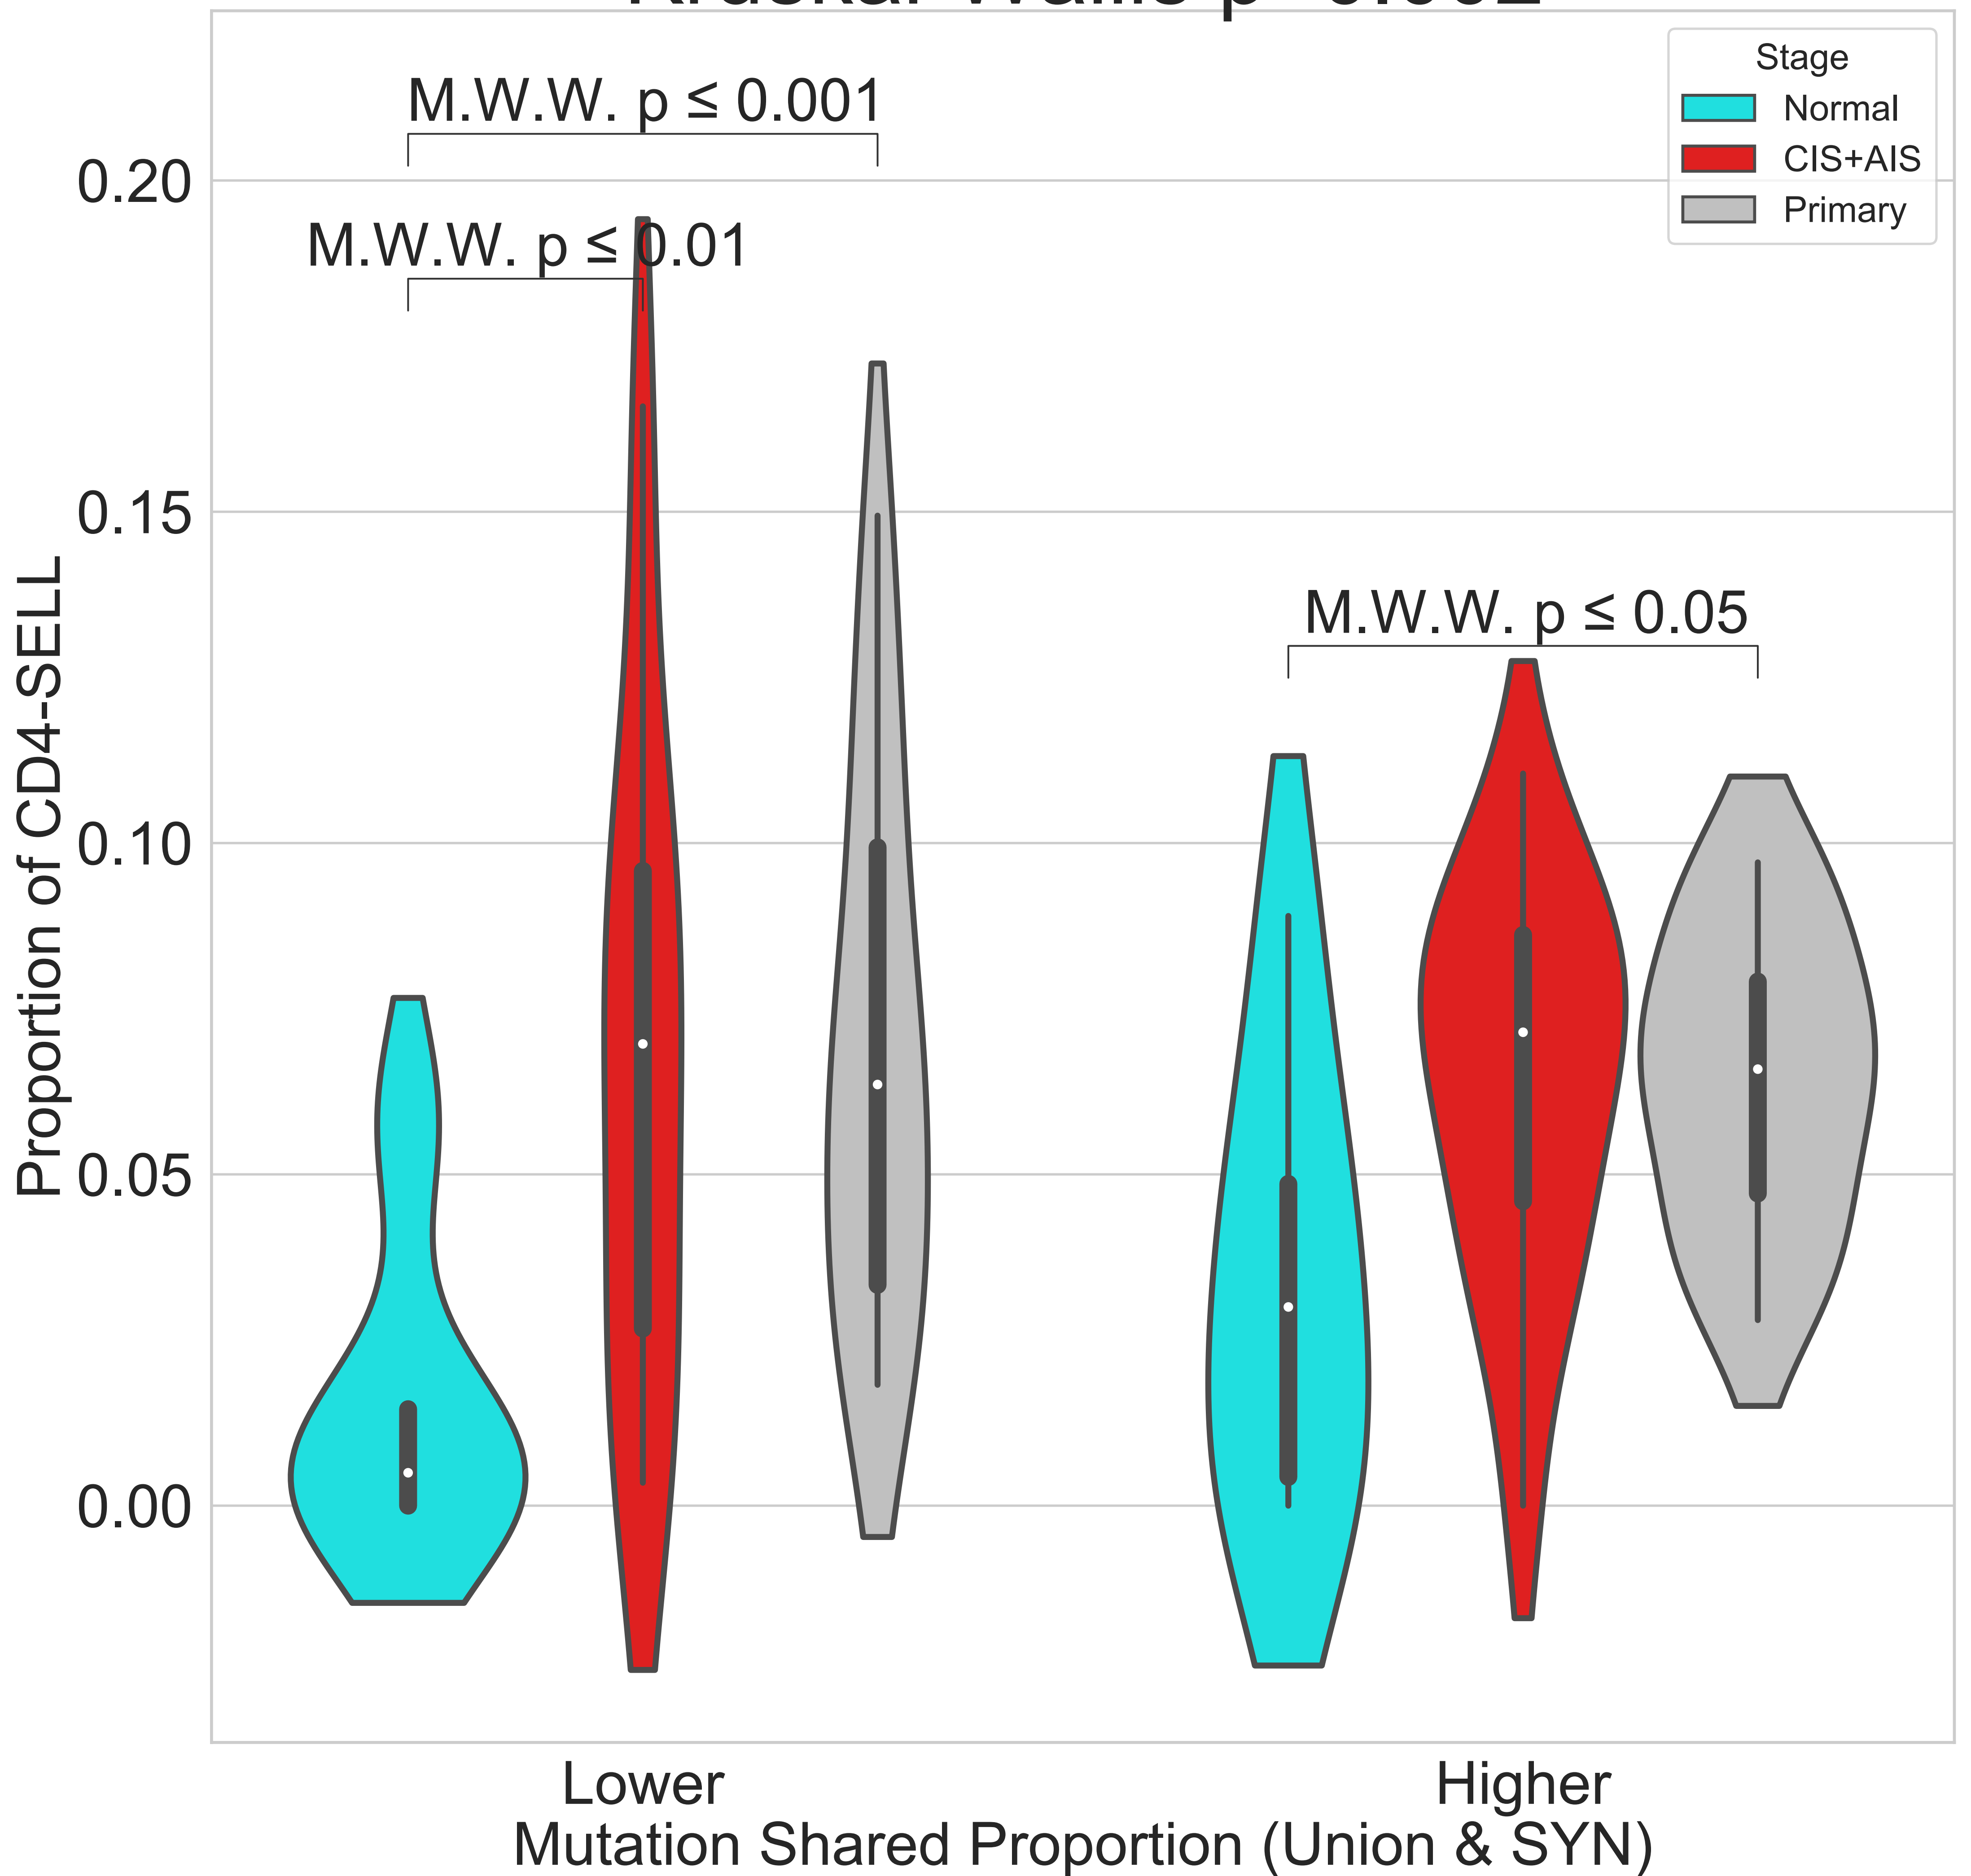 M.W.W. p ≤ 0.001
M.W.W. p ≤ 0.01
M.W.W. p ≤ 0.05
Stage
Normal
CIS+AIS
Primary
0.20
0.15
0.10
0.05
0.00
Proportion of CD4-SELL
Lower
Higher
Mutation Shared Proportion (Union & SYN)